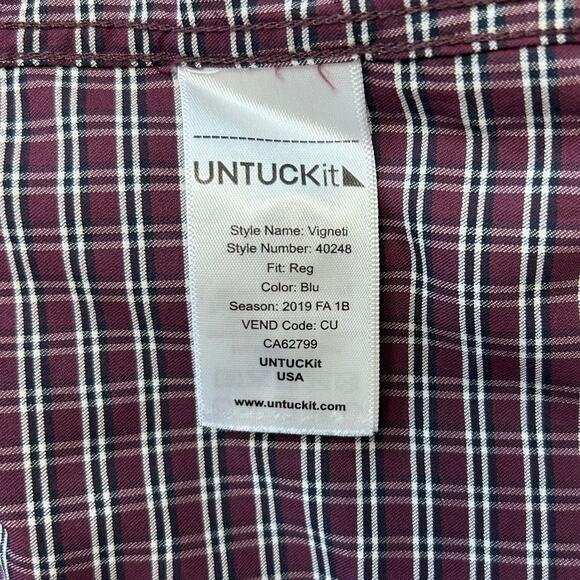 UNTUCKit
Style Name: Vigneti
Style Number: 40248
Fit: Reg
Color: Blu
Season: 2019 FA 1B
VEND Code: CU
CA62799
UNTUCKit
USA
www.untuckit.com